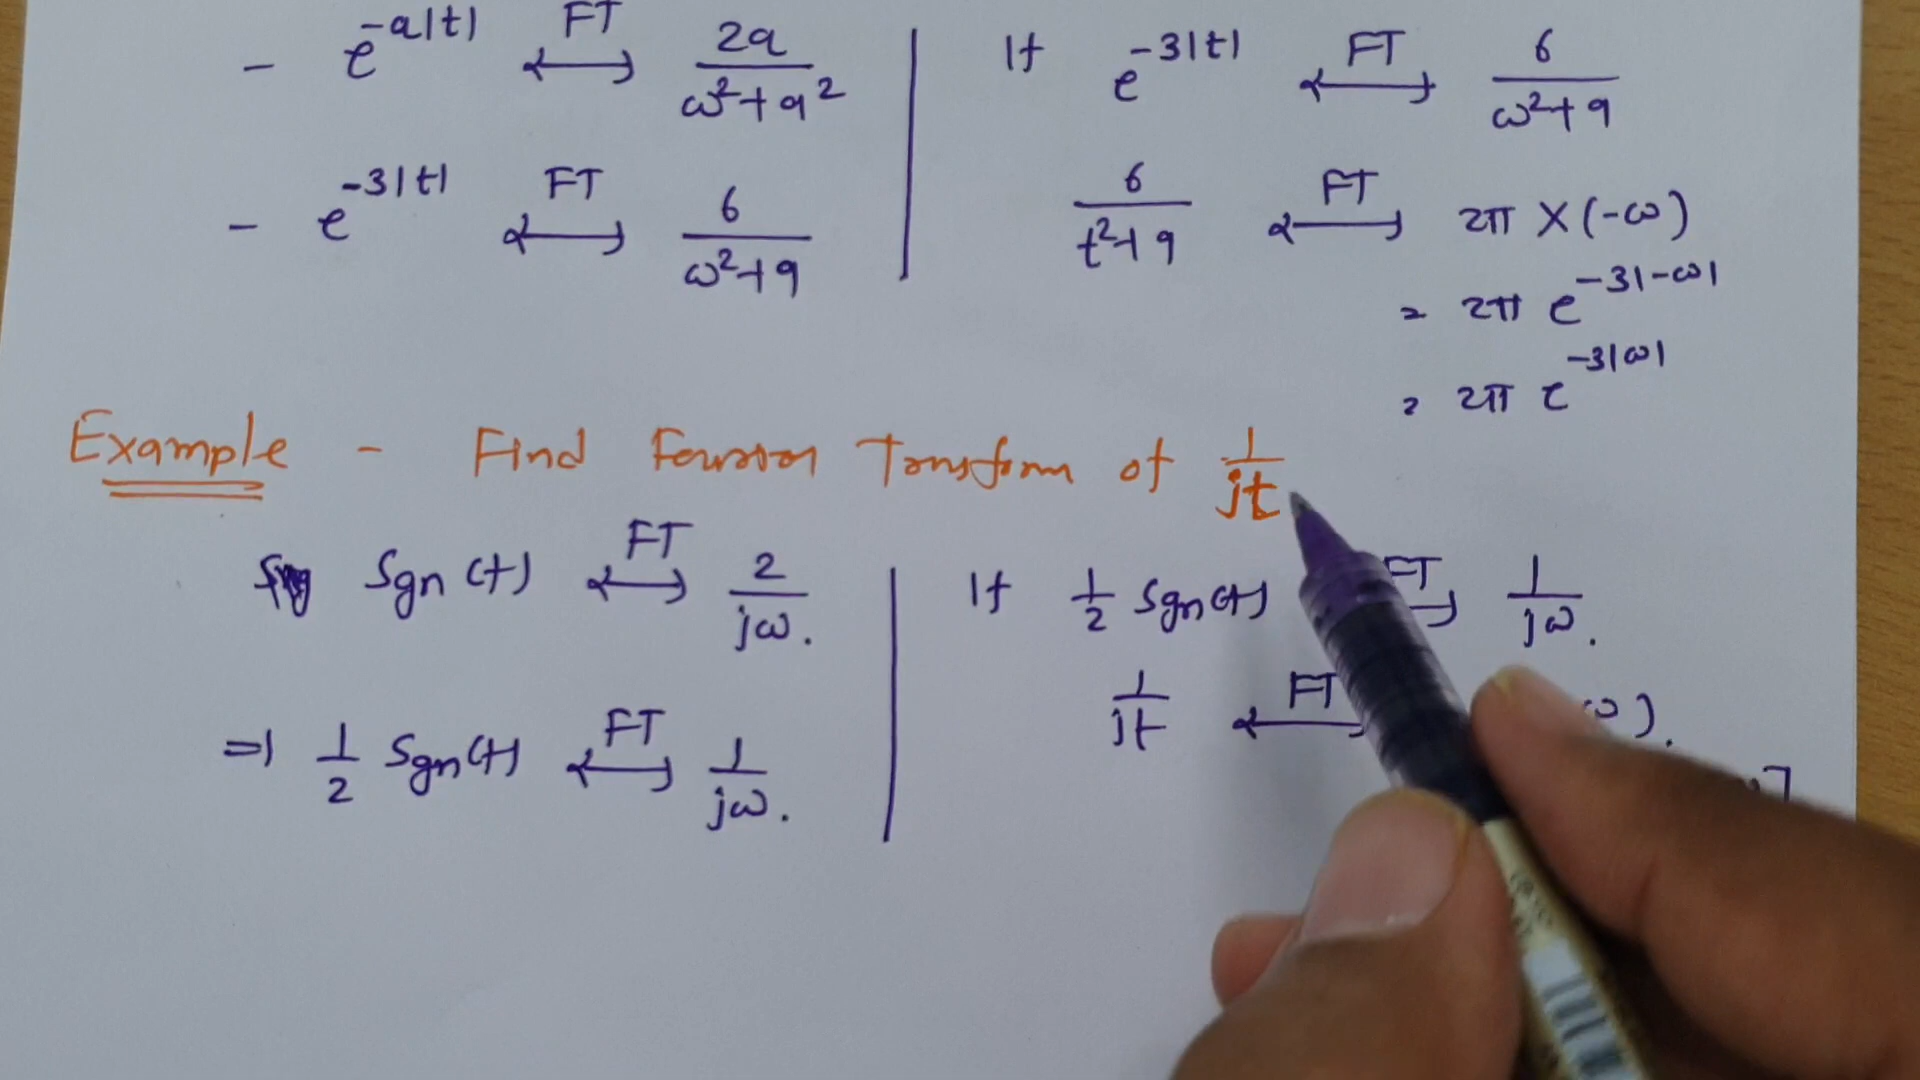 - e^{-a|t|} ⟷ FT 2a/(ω²+a²)
- e^{-3|t|} ⟷ FT 6/(ω²+9)
If e^{-3|t|} ⟷ FT 6/(ω²+9)
6/(t²+9) ⟷ FT 2π X(-ω)
= 2π e^{-3|-ω|}
= 2π e^{-3|ω|}
Example - Find Fourier Transform of 1/jt
Sgn(t) ⟷ FT 2/jω.
⇒ 1/2 Sgn(t) ⟷ FT 1/jω.
If 1/2 Sgn(t) FT 1/jω.
1/jt ⟷ FT ω).
]